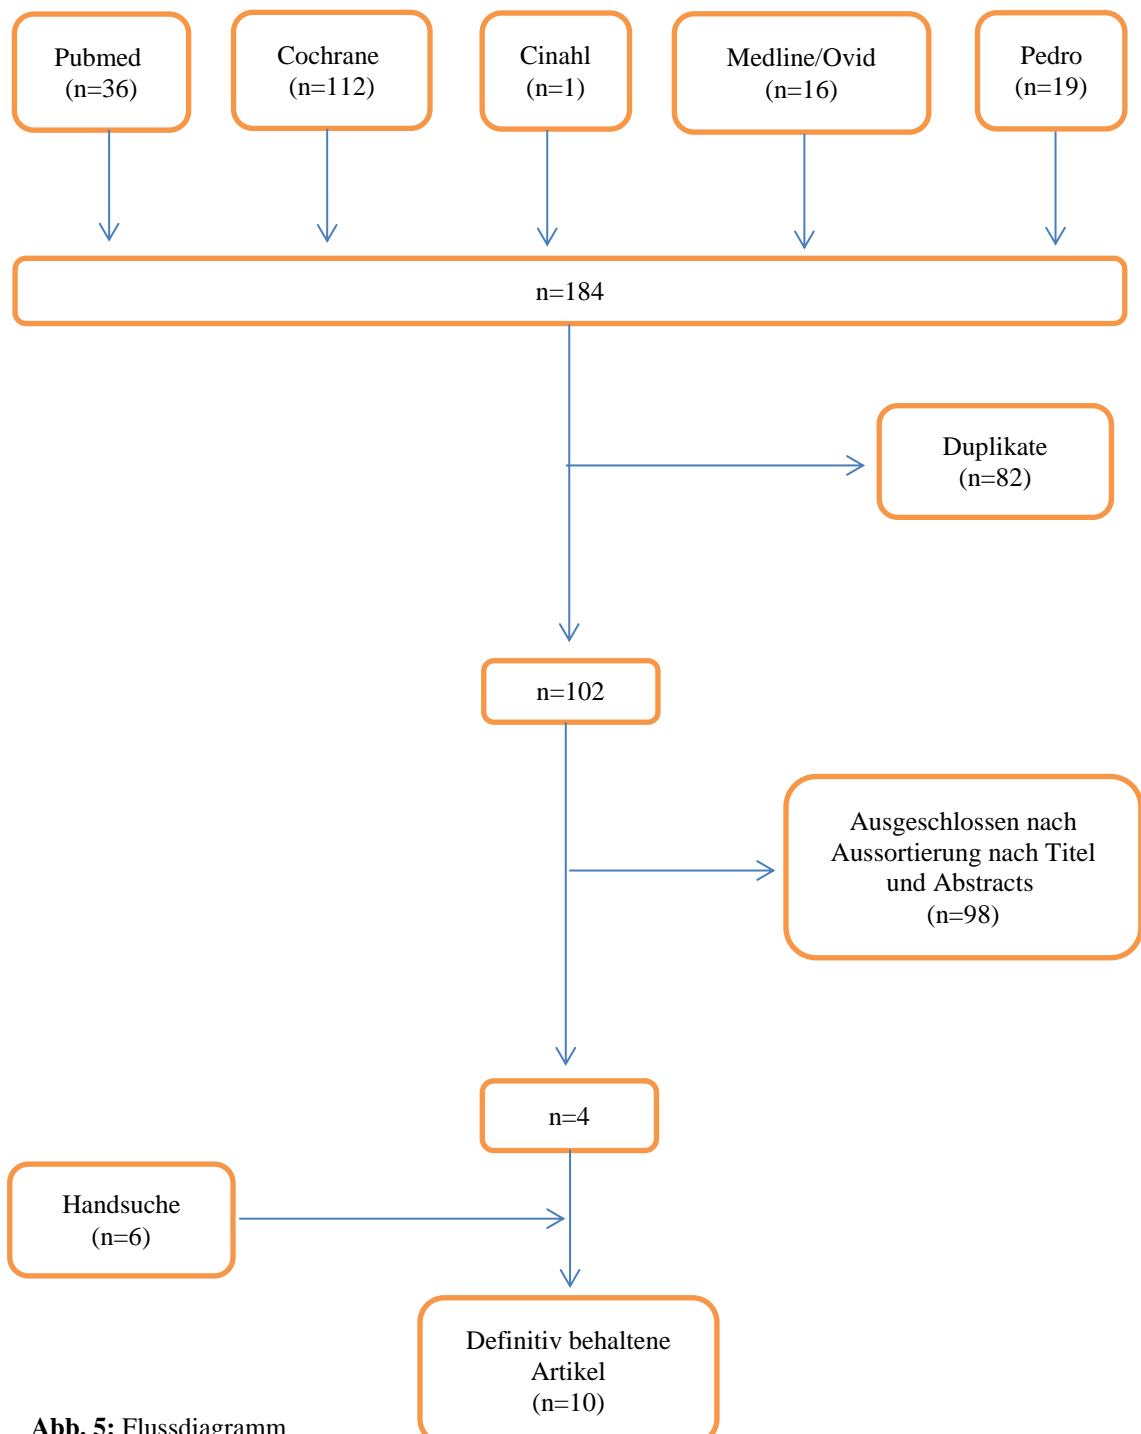 Pubmed
(n=36)
Cochrane
(n=112)
Cinahl
(n=1)
Medline/Ovid
(n=16)
Pedro
(n=19)
n=184
Duplikate
(n=82)
n=102
Ausgeschlossen nach
Aussortierung nach Titel
und Abstracts
(n=98)
n=4
Handsuche
(n=6)
Definitiv behaltene
Artikel
(n=10)
Abb. 5: Flussdiagramm